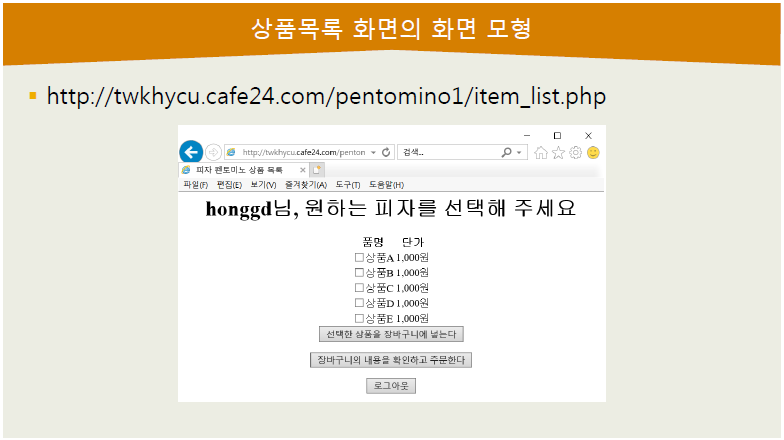 상품목록 화면의 화면 모형
http://twkhycu.cafe24.com/pentomino1/item_list.php
http://twkhycu.cafe24.com/penton
검색...
피자 펜토미노 상품 목록
파일(F) 편집(E) 보기(V) 즐겨찾기(A) 도구(T) 도움말(H)
honggd님, 원하는 피자를 선택해 주세요
품명 단가
상품A 1,000원
상품B 1,000원
상품C 1,000원
상품D 1,000원
상품E 1,000원
선택한 상품을 장바구니에 넣는다
장바구니의 내용을 확인하고 주문한다
로그아웃